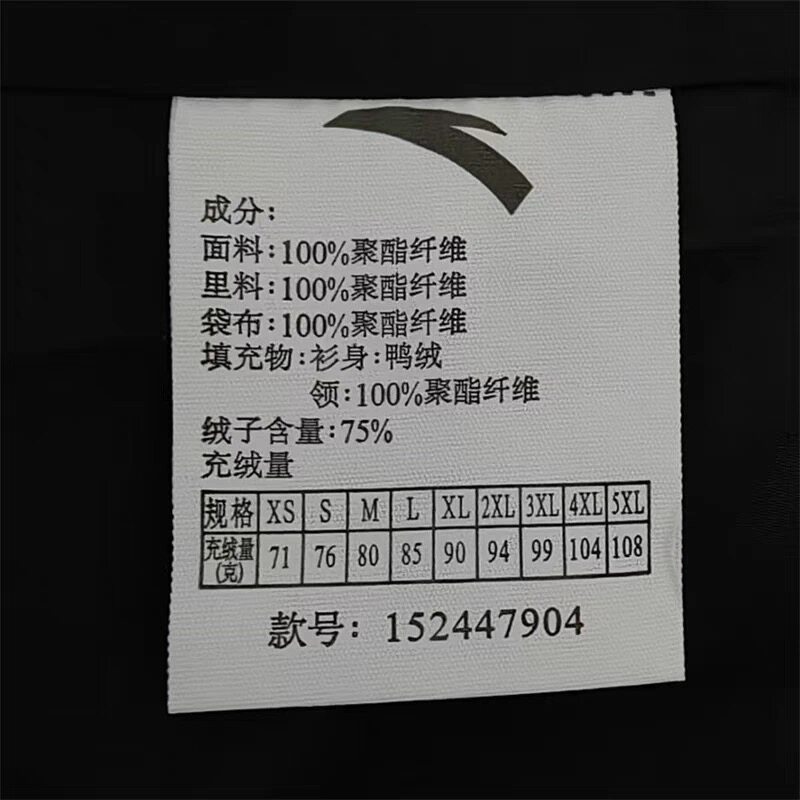 成分:
面料:100%聚酯纤维
里料:100%聚酯纤维
袋布:100%聚酯纤维
填充物:衫身:鸭绒
领:100%聚酯纤维
绒子含量:75%
充绒量
规格 XS S M L XL 2XL 3XL 4XL 5XL
充绒量(克) 71 76 80 85 90 94 99 104 108
款号: 152447904